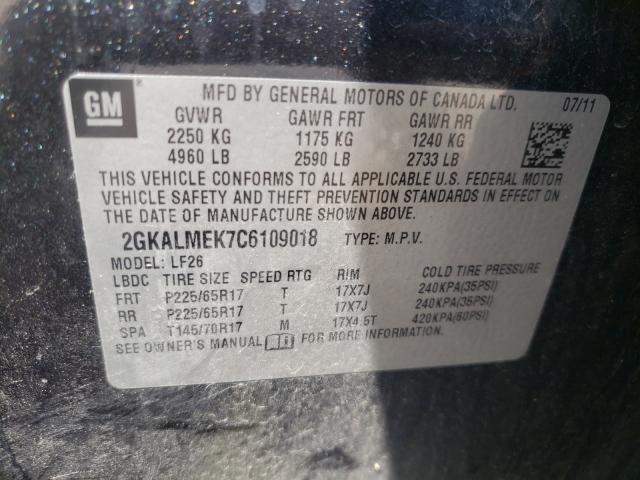 GM
MFD BY GENERAL MOTORS OF CANADA LTD. 07/11
GVWR GAWR FRT GAWR RR
2250 KG 1175 KG 1240 KG
4960 LB 2590 LB 2733 LB
THIS VEHICLE CONFORMS TO ALL APPLICABLE U.S. FEDERAL MOTOR
VEHICLE SAFETY AND THEFT PREVENTION STANDARDS IN EFFECT ON
THE DATE OF MANUFACTURE SHOWN ABOVE.
2GKALMEK7C6109018 TYPE: M.P.V.
MODEL: LF26
LBDC TIRE SIZE SPEED RTG RIM COLD TIRE PRESSURE
FRT P225/65R17 T 17X7J 240KPA(35PSI)
RR P225/65R17 T 17X7J 240KPA(35PSI)
SPA T145/70R17 M 17X4.5T 420KPA(60PSI)
SEE OWNER'S MANUAL FOR MORE INFORMATION.